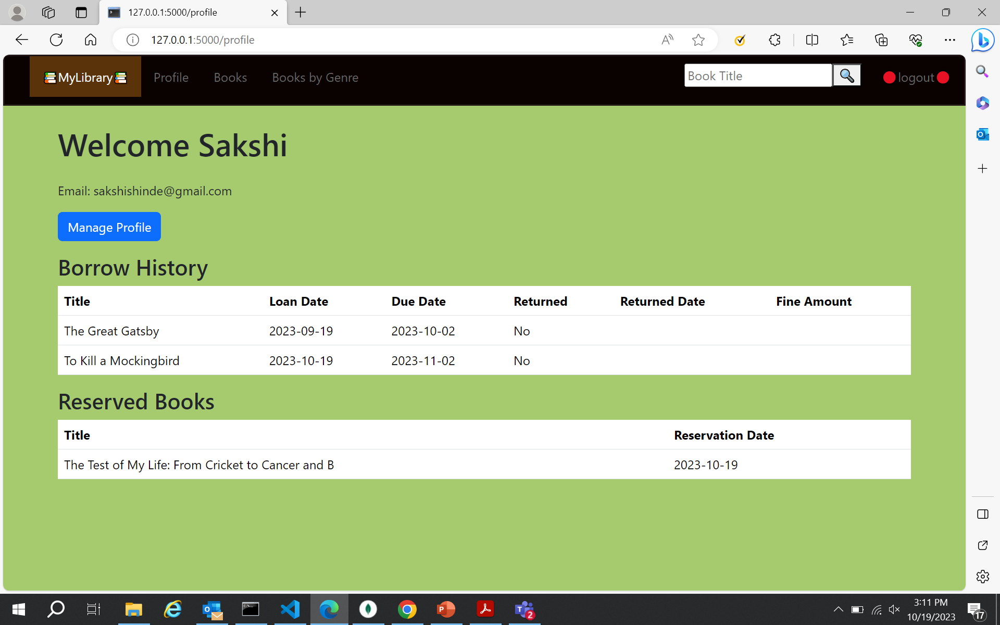 127.0.0.1:5000/profile
127.0.0.1:5000/profile
MyLibrary Profile Books Books by Genre Book Title logout
Welcome Sakshi
Email: sakshishinde@gmail.com
Manage Profile
Borrow History
Title Loan Date Due Date Returned Returned Date Fine Amount
The Great Gatsby 2023-09-19 2023-10-02 No
To Kill a Mockingbird 2023-10-19 2023-11-02 No
Reserved Books
Title Reservation Date
The Test of My Life: From Cricket to Cancer and B 2023-10-19
3:11 PM
10/19/2023
17
2